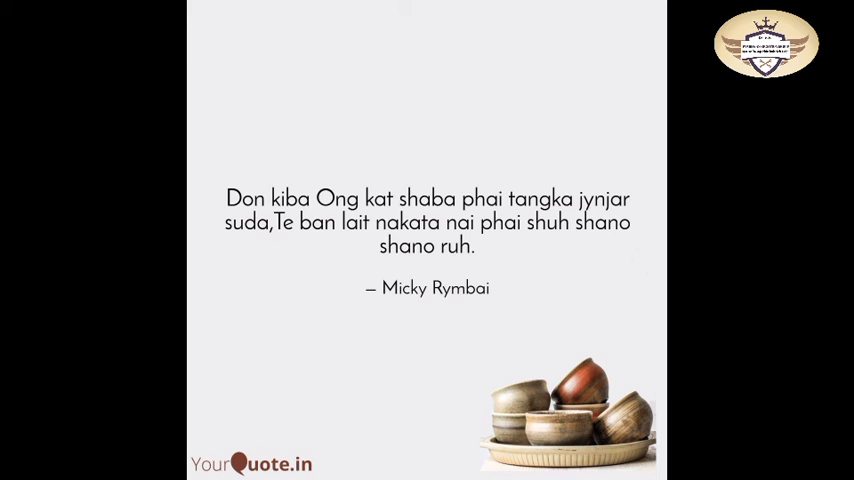 Don kiba Ong kat shaba phai tangka jynjar
suda,Te ban lait nakata nai phai shuh shano
shano ruh.
— Micky Rymbai
YourQuote.in